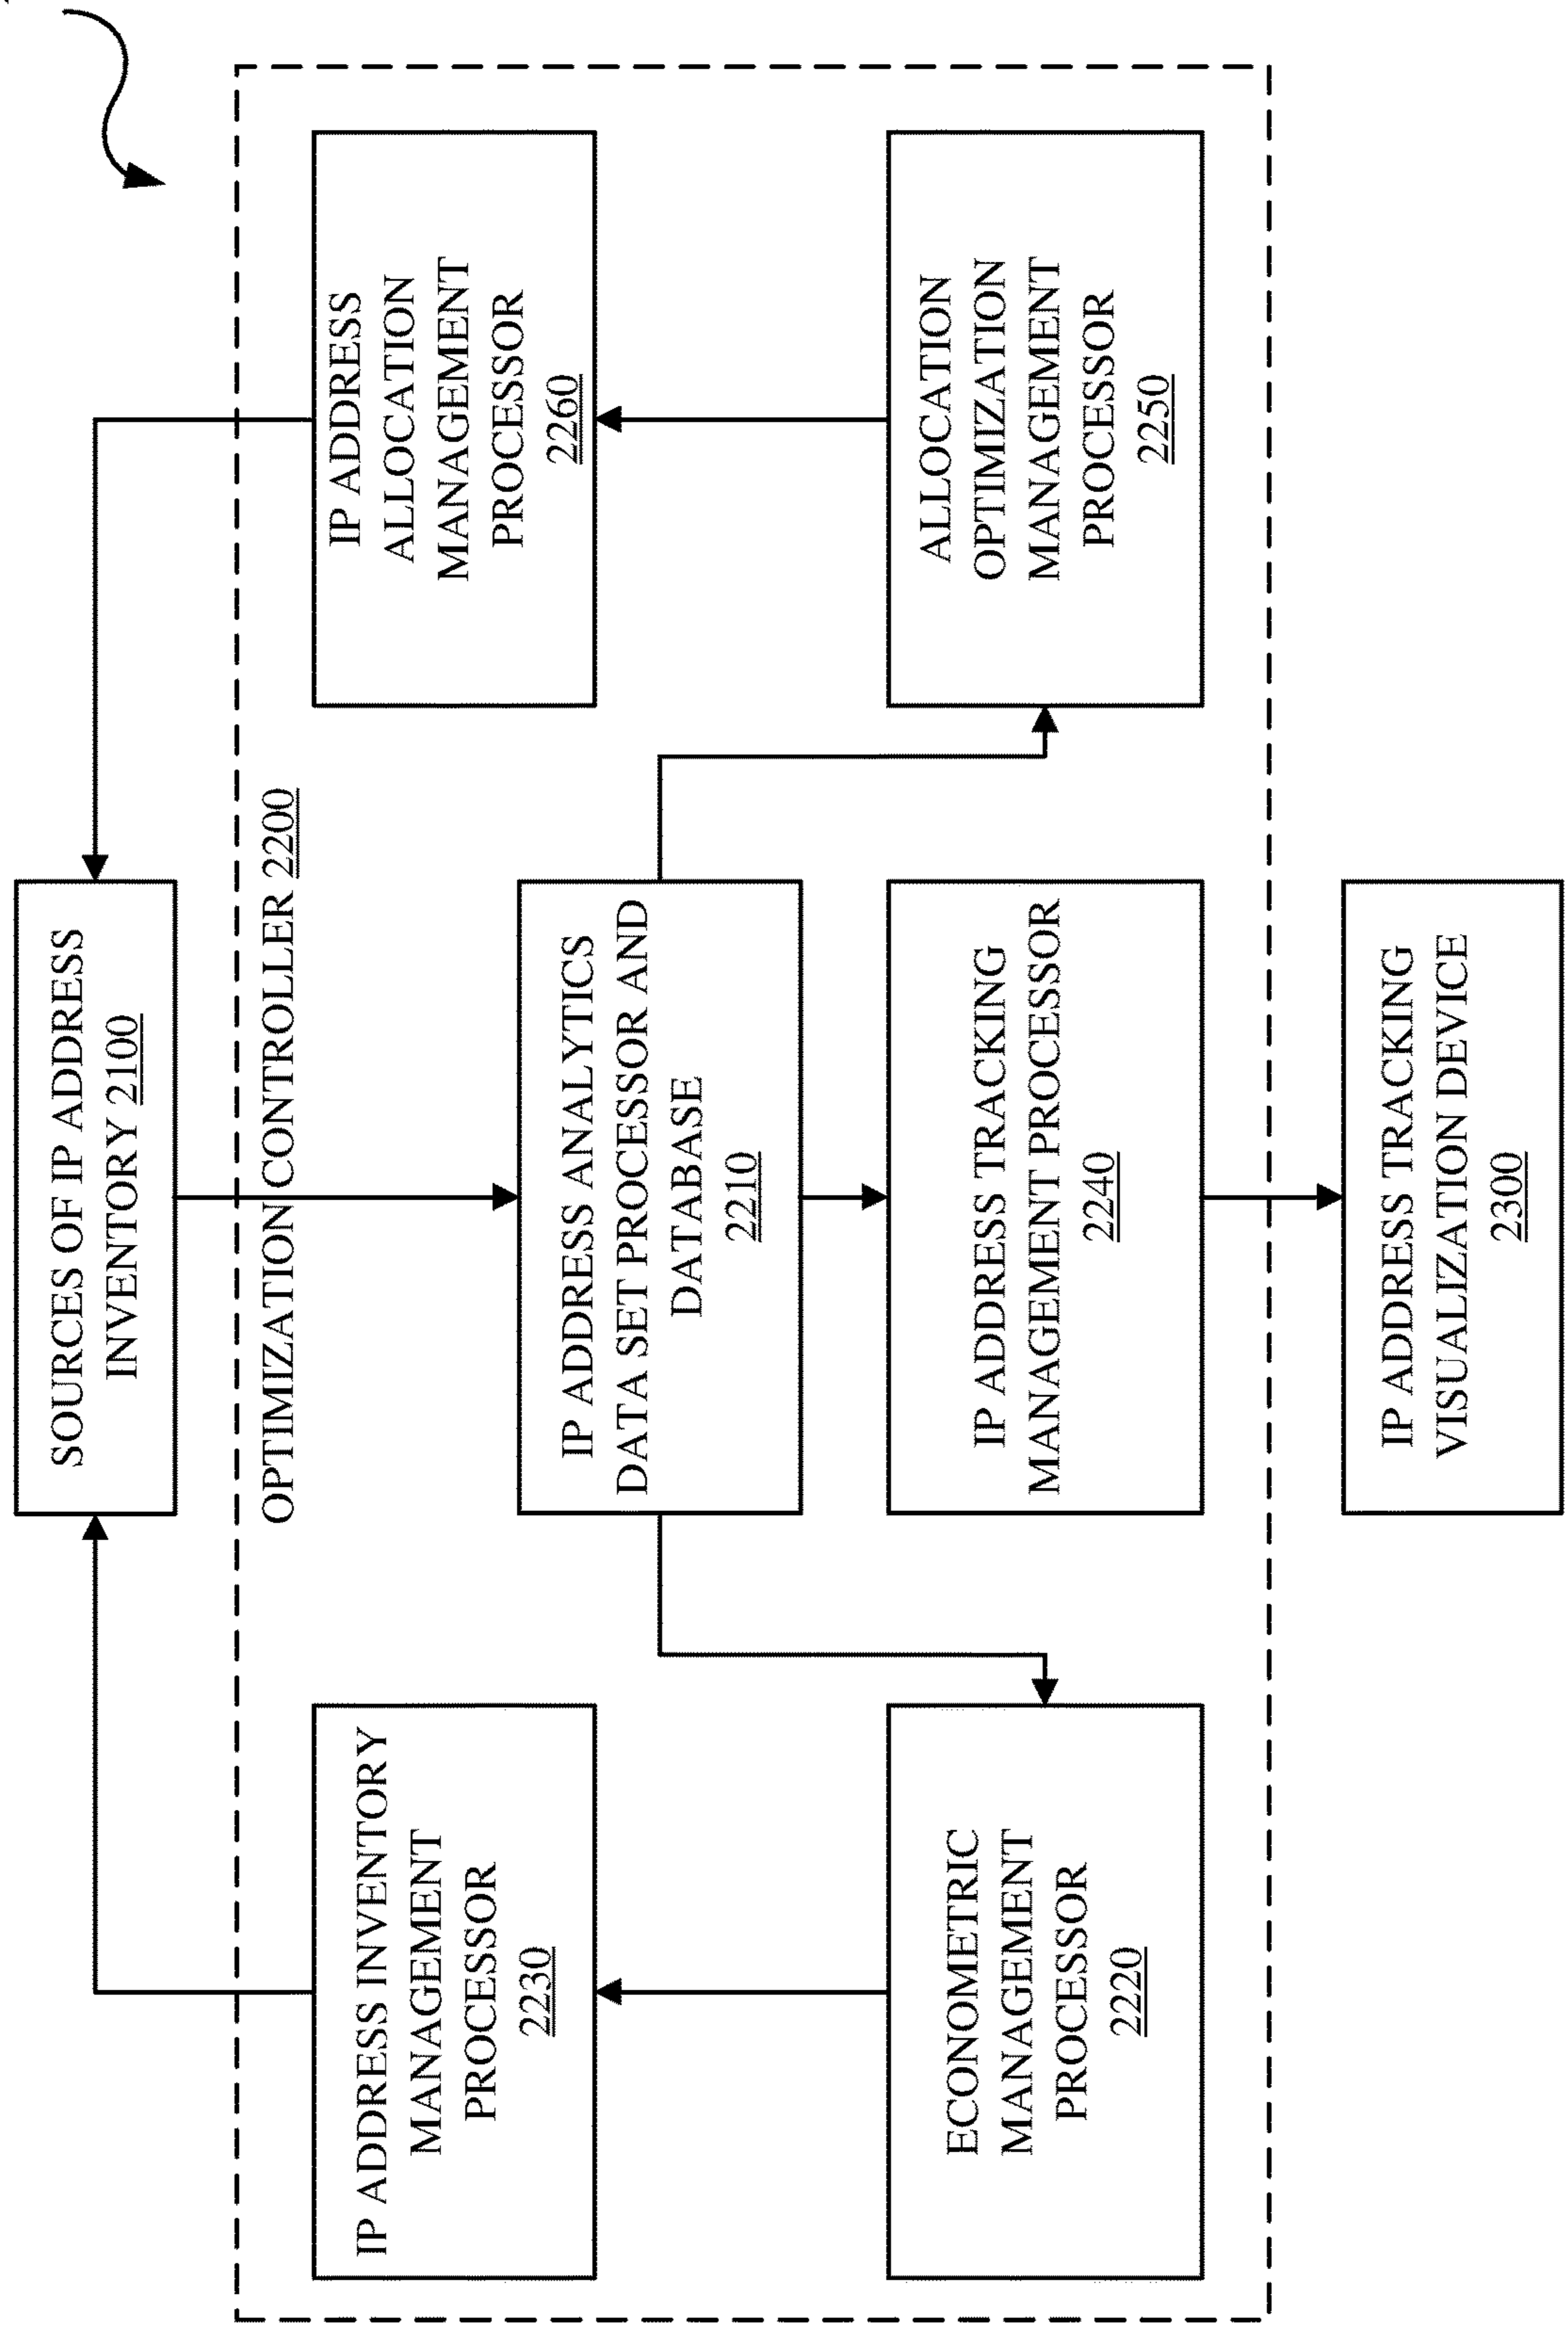 SOURCES OF IP ADDRESS
INVENTORY 2100
OPTIMIZATION CONTROLLER 2200
IP ADDRESS INVENTORY
MANAGEMENT
PROCESSOR
2230
IP ADDRESS
ALLOCATION
MANAGEMENT
PROCESSOR
2260
IP ADDRESS ANALYTICS
DATA SET PROCESSOR AND
DATABASE
2210
ECONOMETRIC
MANAGEMENT
PROCESSOR
2220
IP ADDRESS TRACKING
MANAGEMENT PROCESSOR
2240
ALLOCATION
OPTIMIZATION
MANAGEMENT
PROCESSOR
2250
IP ADDRESS TRACKING
VISUALIZATION DEVICE
2300